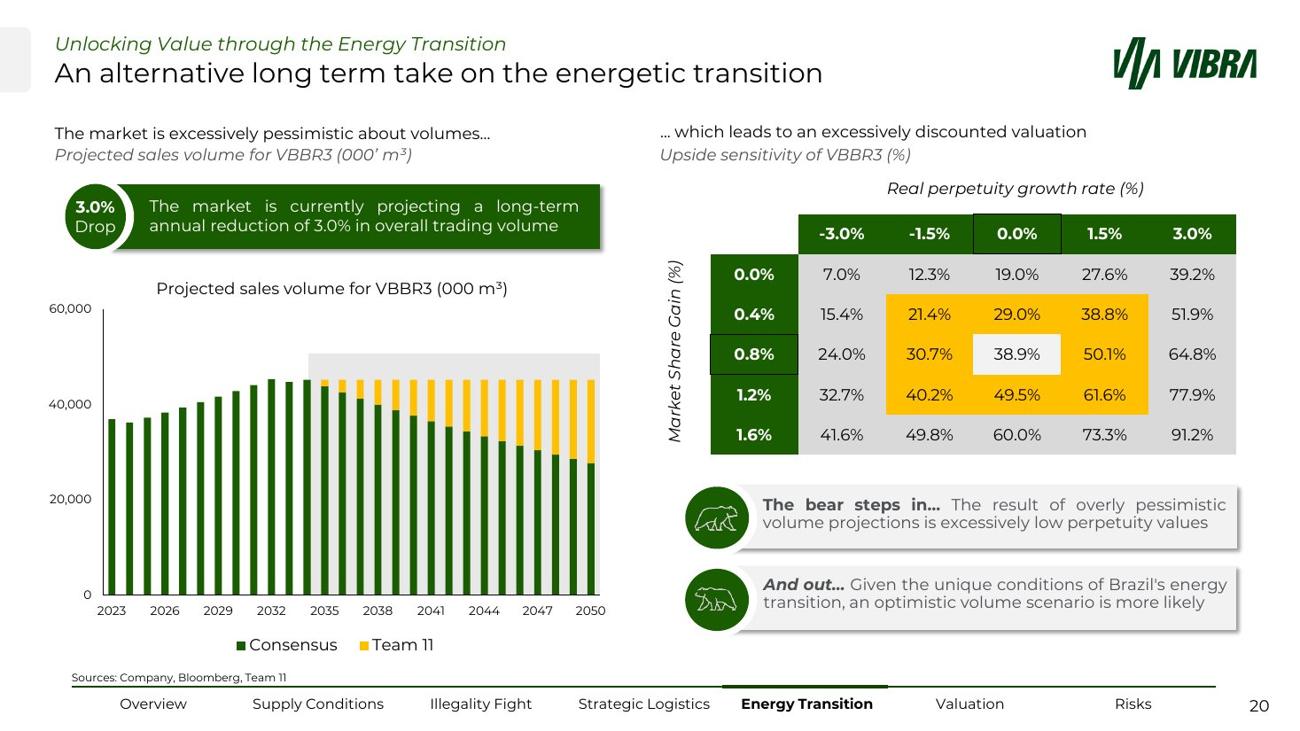 Unlocking Value through the Energy Transition
An alternative long term take on the energetic transition
VIBRA
The market is excessively pessimistic about volumes…
Projected sales volume for VBBR3 (000’ m³)
3.0%
Drop
The market is currently projecting a long-term
annual reduction of 3.0% in overall trading volume
Projected sales volume for VBBR3 (000 m³)
60,000
40,000
20,000
0
2023 2026 2029 2032 2035 2038 2041 2044 2047 2050
Consensus Team 11
… which leads to an excessively discounted valuation
Upside sensitivity of VBBR3 (%)
Real perpetuity growth rate (%)
Market Share Gain (%)
-3.0% -1.5% 0.0% 1.5% 3.0%
0.0% 7.0% 12.3% 19.0% 27.6% 39.2%
0.4% 15.4% 21.4% 29.0% 38.8% 51.9%
0.8% 24.0% 30.7% 38.9% 50.1% 64.8%
1.2% 32.7% 40.2% 49.5% 61.6% 77.9%
1.6% 41.6% 49.8% 60.0% 73.3% 91.2%
The bear steps in… The result of overly pessimistic
volume projections is excessively low perpetuity values
And out… Given the unique conditions of Brazil's energy
transition, an optimistic volume scenario is more likely
Sources: Company, Bloomberg, Team 11
Overview Supply Conditions Illegality Fight Strategic Logistics Energy Transition Valuation Risks 20